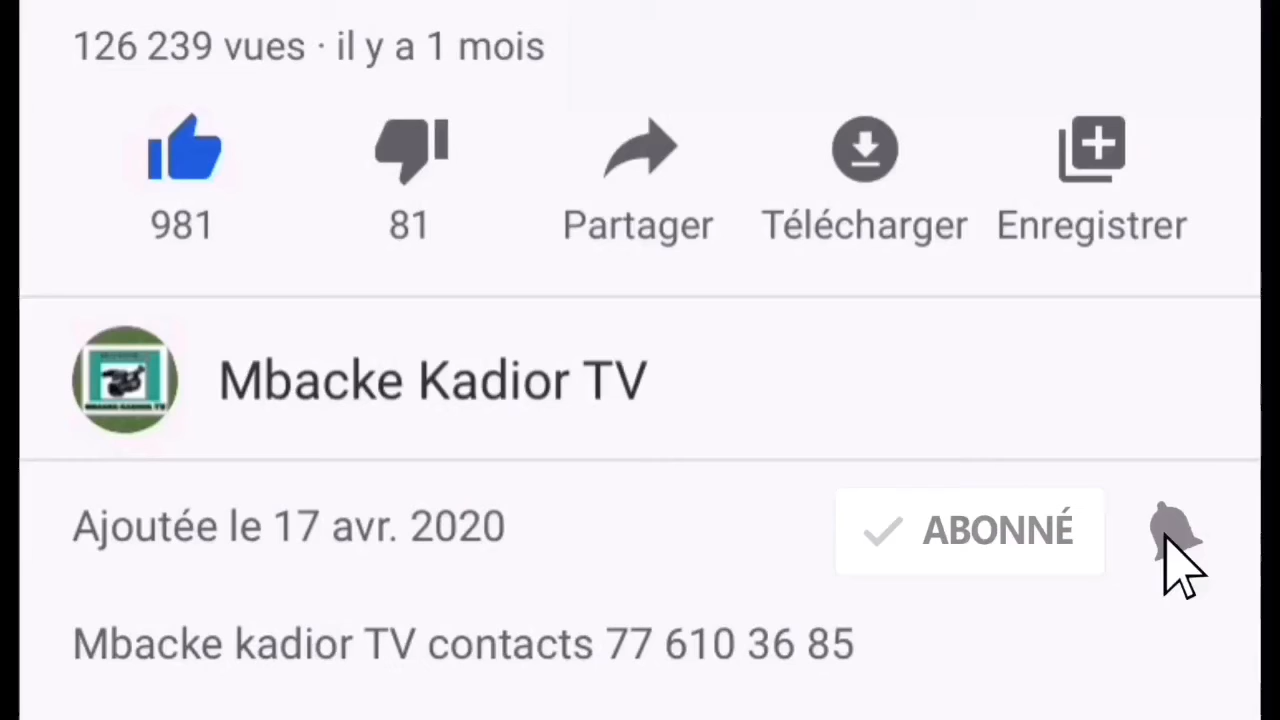 126 239 vues · il y a 1 mois
981 81 Partager Télécharger Enregistrer
Mbacke Kadior TV
Ajoutée le 17 avr. 2020
ABONNÉ
Mbacke kadior TV contacts 77 610 36 85